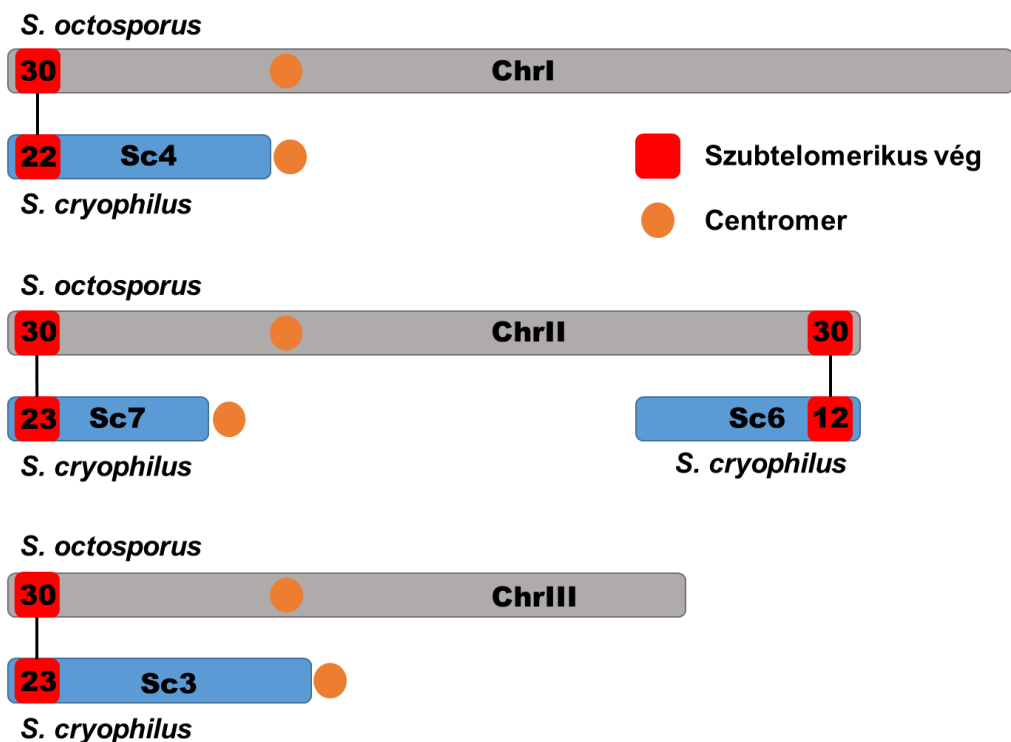 S. octosporus
30 ChrI
22 Sc4
S. cryophilus
Szubtelomerikus vég
Centromer
S. octosporus
30 ChrII 30
23 Sc7 Sc6 12
S. cryophilus S. cryophilus
S. octosporus
30 ChrIII
23 Sc3
S. cryophilus